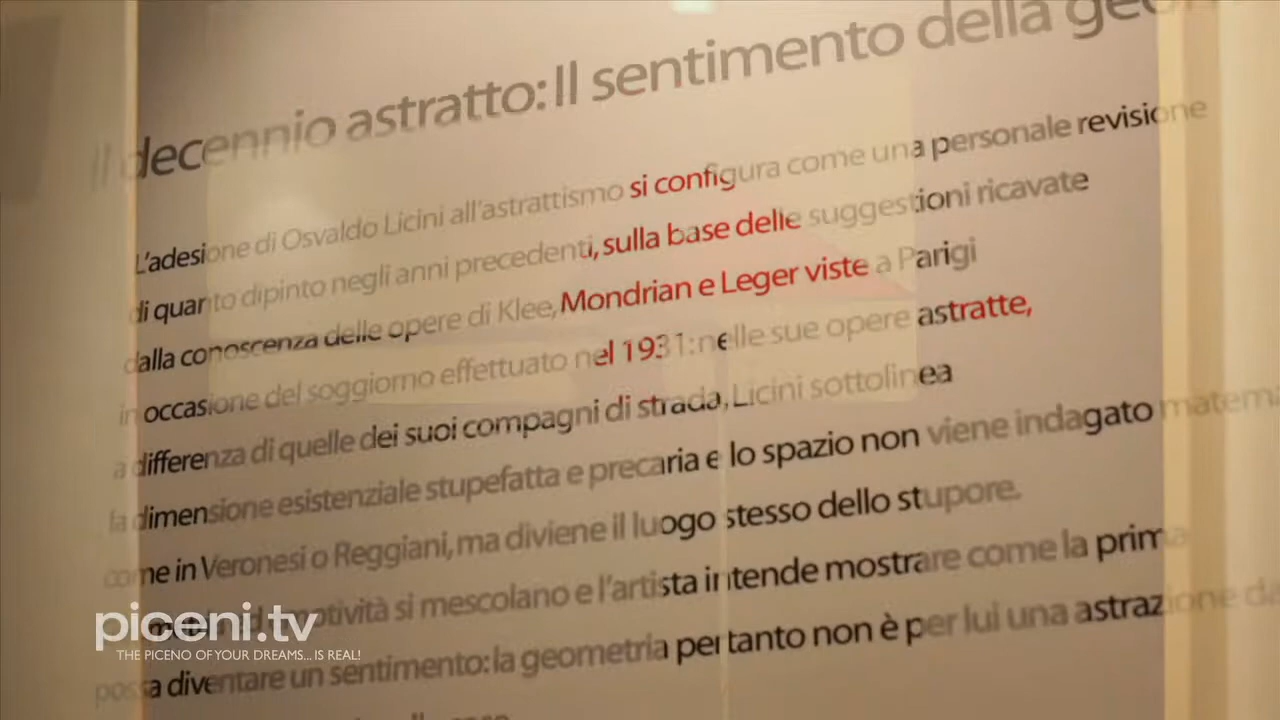 Il decennio astratto: Il sentimento della
L'adesione di Osvaldo Licini all'astrattismo si configura come una personale revisione
di quanto dipinto negli anni precedenti, sulla base delle suggestioni ricavate
dalla conoscenza delle opere di Klee, Mondrian e Leger viste a Parigi
in occasione del soggiorno effettuato nel 1931: nelle sue opere astratte,
a differenza di quelle dei suoi compagni di strada, Licini sottolinea
la dimensione esistenziale stupefatta e precaria e lo spazio non viene indagato
come in Veronesi o Reggiani, ma diviene il luogo stesso dello stupore.
si mescolano e l'artista intende mostrare come la prima
possa diventare un sentimento: la geometria pertanto non è per lui una astrazione
piceni.tv
THE PICENO OF YOUR DREAMS... IS REAL!